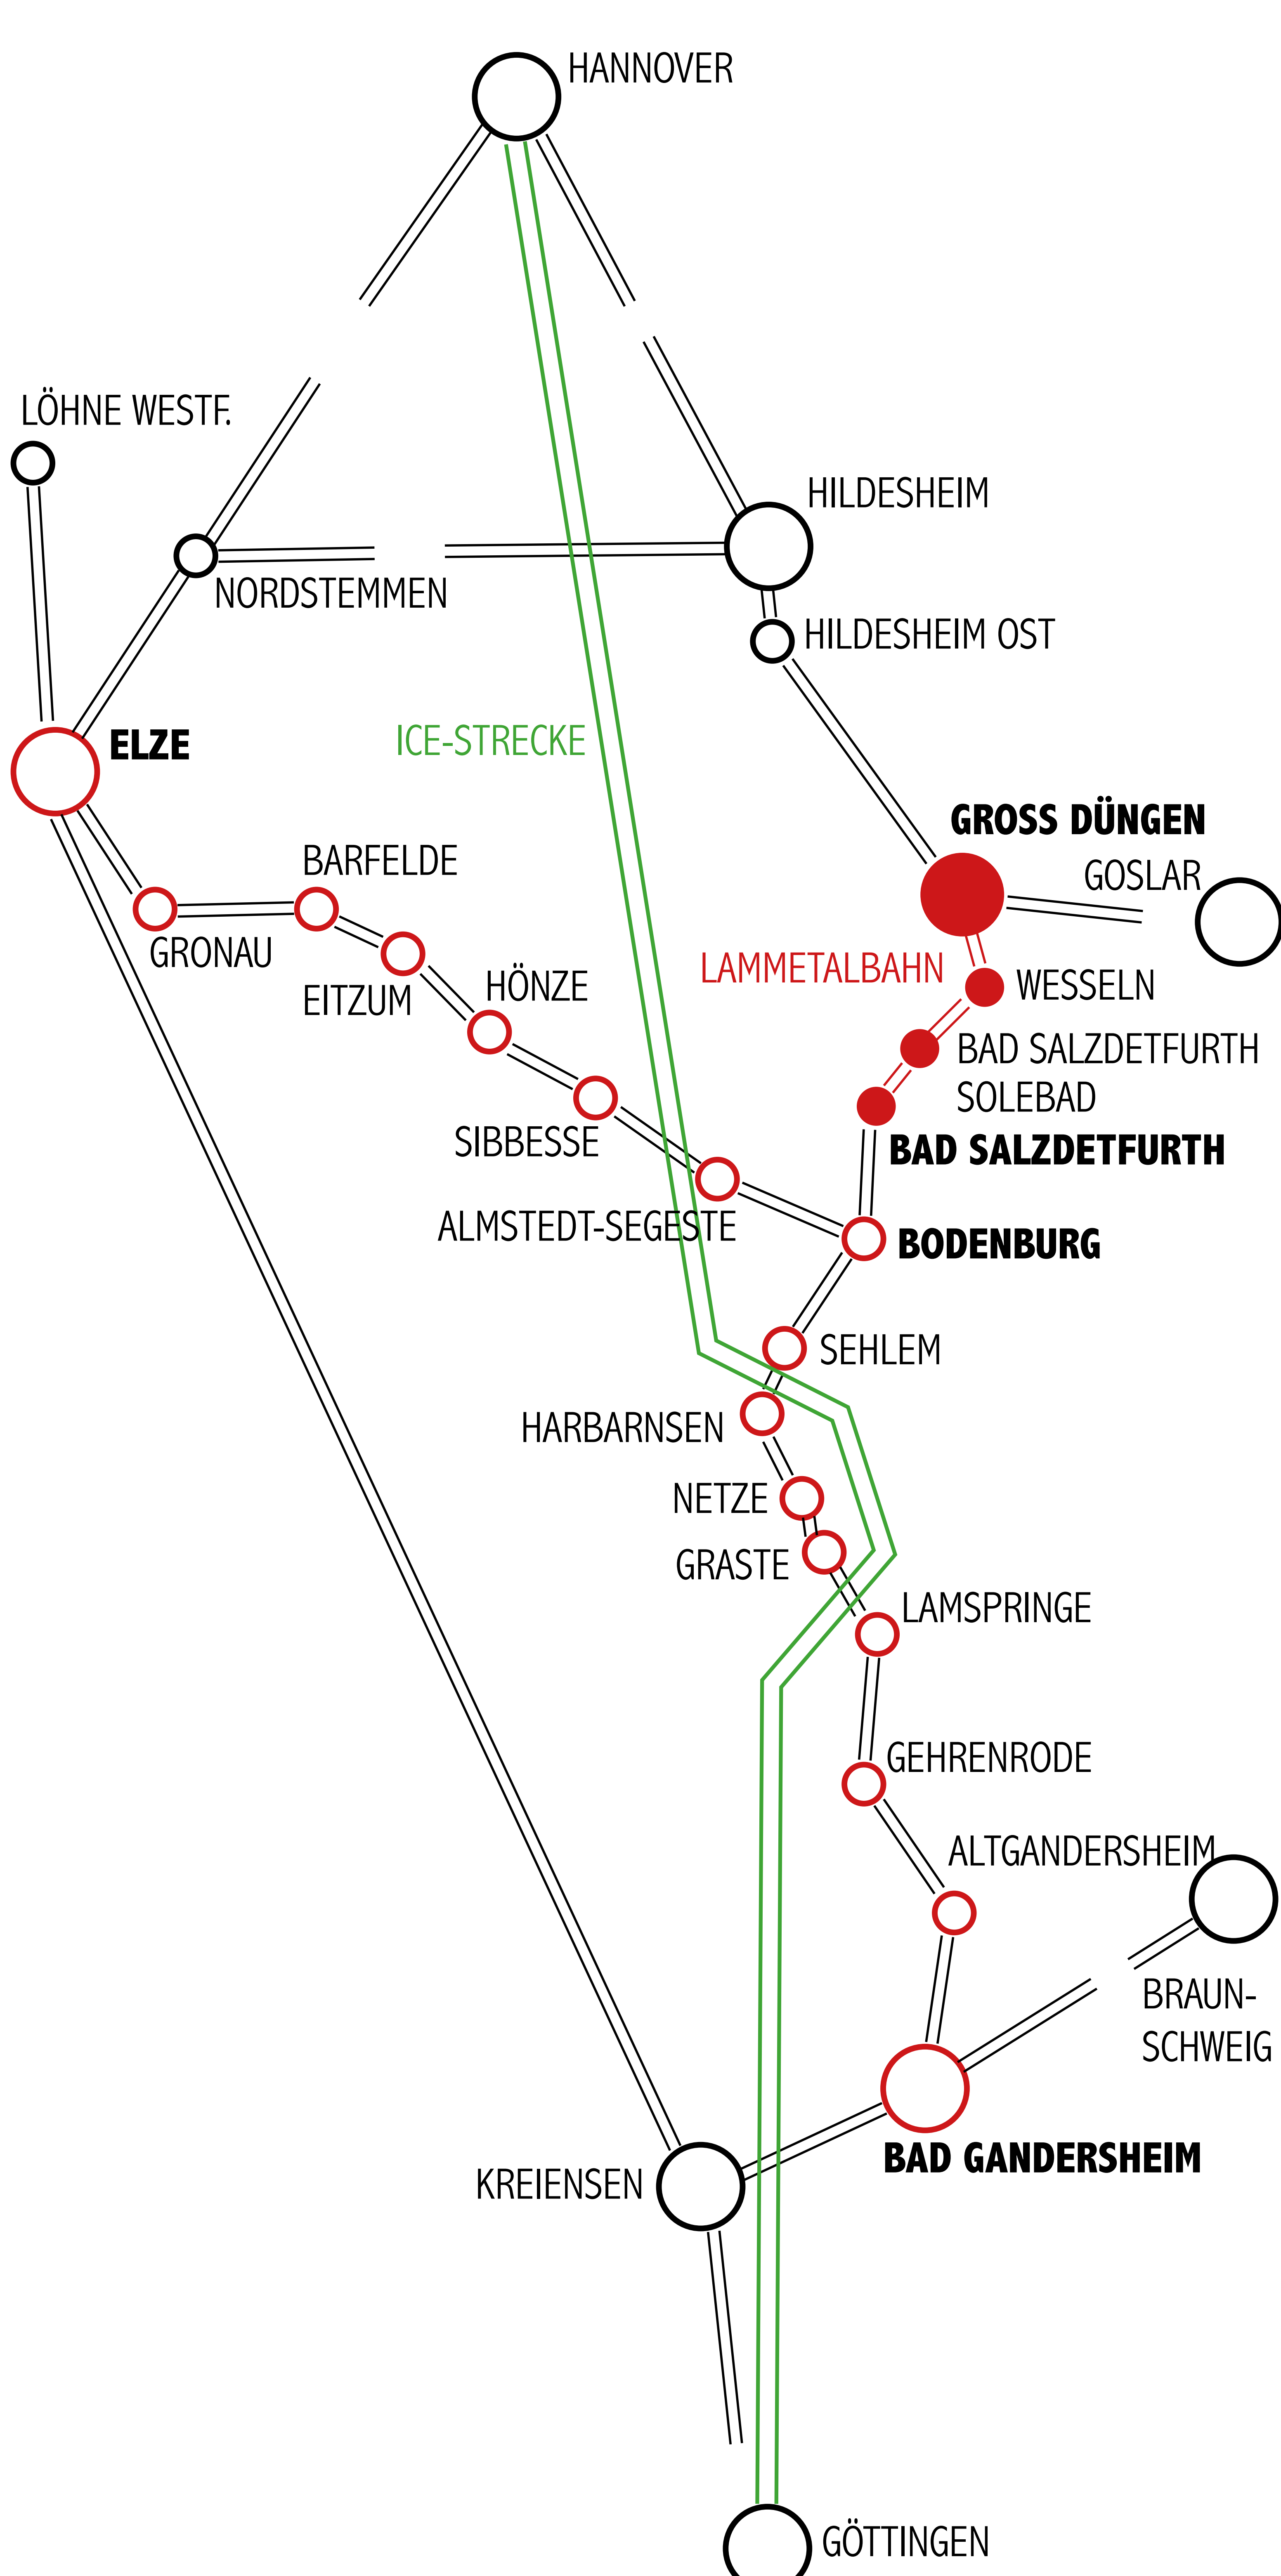 HANNOVER
LÖHNE WESTF.
HILDESHEIM
NORDSTEMMEN
HILDESHEIM OST
ELZE
ICE-STRECKE
GROSS DÜNGEN
BARFELDE
GOSLAR
GRONAU
LAMMETALBAHN
HÖNZE
WESSELN
EITZUM
BAD SALZDETFURTH
SOLEBAD
SIBBESSE
BAD SALZDETFURTH
ALMSTEDT-SEGESTE
BODENBURG
SEHLEM
HARBARNSEN
NETZE
GRASTE
LAMSPRINGE
GEHRENRODE
ALTGANDERSHEIM
BRAUN-
SCHWEIG
BAD GANDERSHEIM
KREIENSEN
GÖTTINGEN